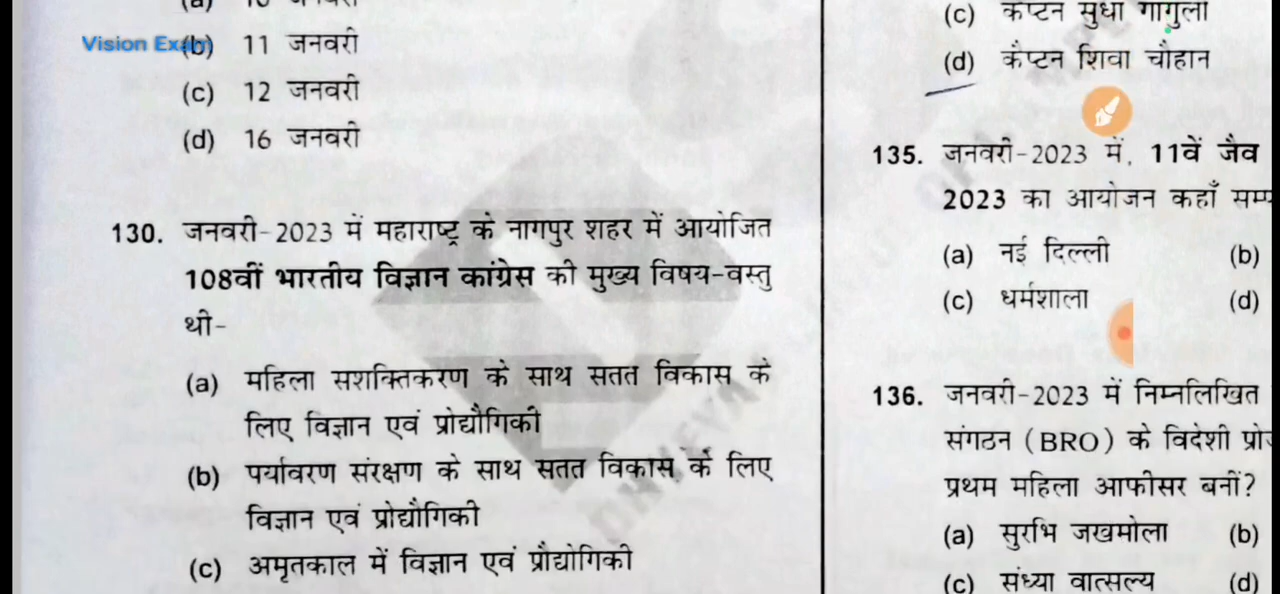 Vision Exam
(b) 11 जनवरी
(c) 12 जनवरी
(d) 16 जनवरी
130. जनवरी-2023 में महाराष्ट्र के नागपुर शहर में आयोजित
108वीं भारतीय विज्ञान कांग्रेस की मुख्य विषय-वस्तु
थी-
(a) महिला सशक्तिकरण के साथ सतत विकास के
लिए विज्ञान एवं प्रोद्यौगिकी
(b) पर्यावरण संरक्षण के साथ सतत विकास के लिए
विज्ञान एवं प्रोद्यौगिकी
(c) अमृतकाल में विज्ञान एवं प्रौद्योगिकी
(c) कैप्टन सुधा गांगुली
(d) कैप्टन शिवा चौहान
135. जनवरी-2023 में, 11वें जैव
2023 का आयोजन कहाँ
(a) नई दिल्ली (b)
(c) धर्मशाला (d)
136. जनवरी-2023 में निम्नलिखित
संगठन (BRO) के विदेशी
प्रथम महिला आफीसर बनीं?
(a) सुरभि जखमोला (b)
(c) संध्या वात्सल्य (d)